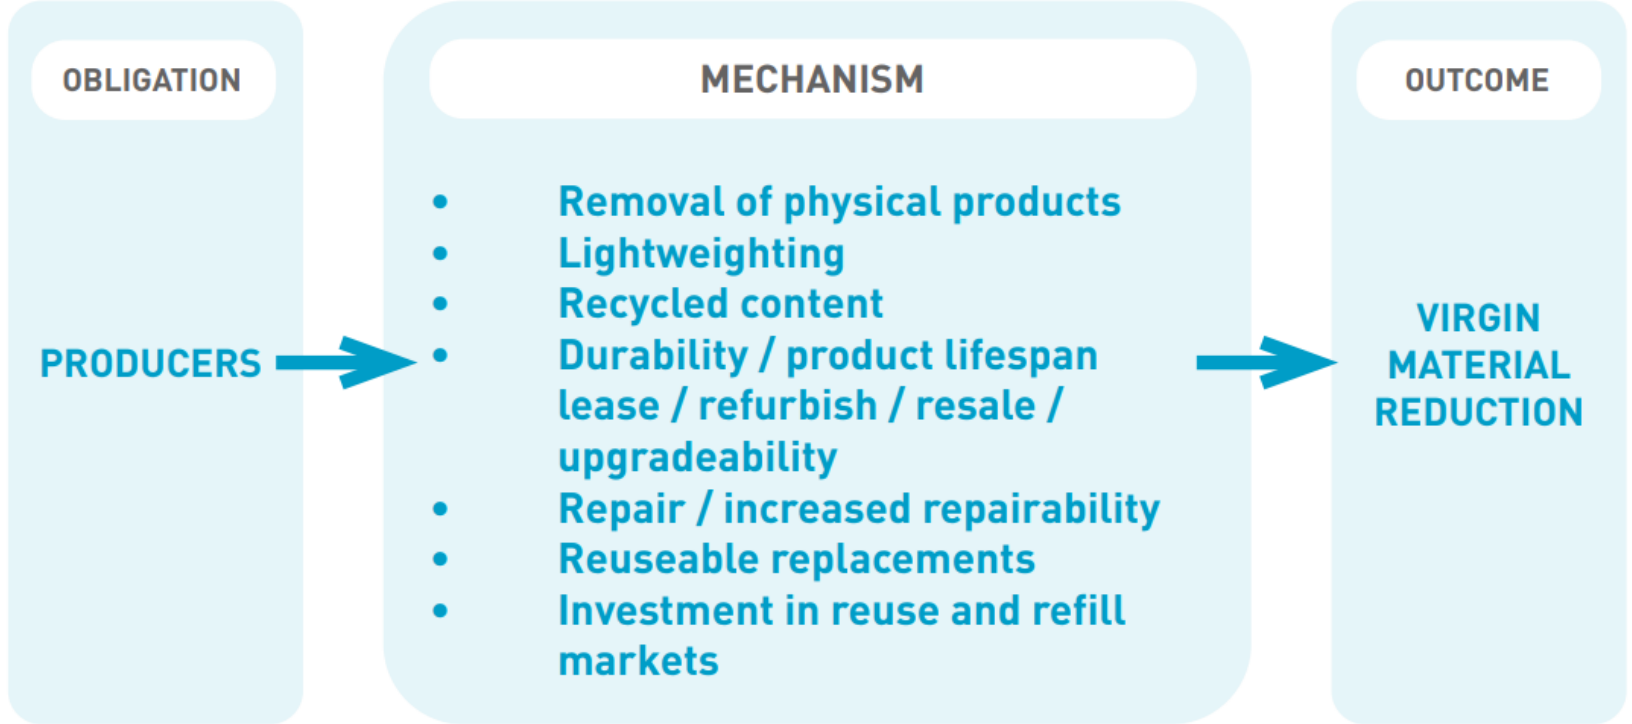 OBLIGATION
PRODUCERS
MECHANISM
• Removal of physical products
• Lightweighting
• Recycled content
• Durability / product lifespan
lease / refurbish / resale /
upgradeability
• Repair / increased repairability
• Reuseable replacements
• Investment in reuse and refill
markets
OUTCOME
VIRGIN
MATERIAL
REDUCTION